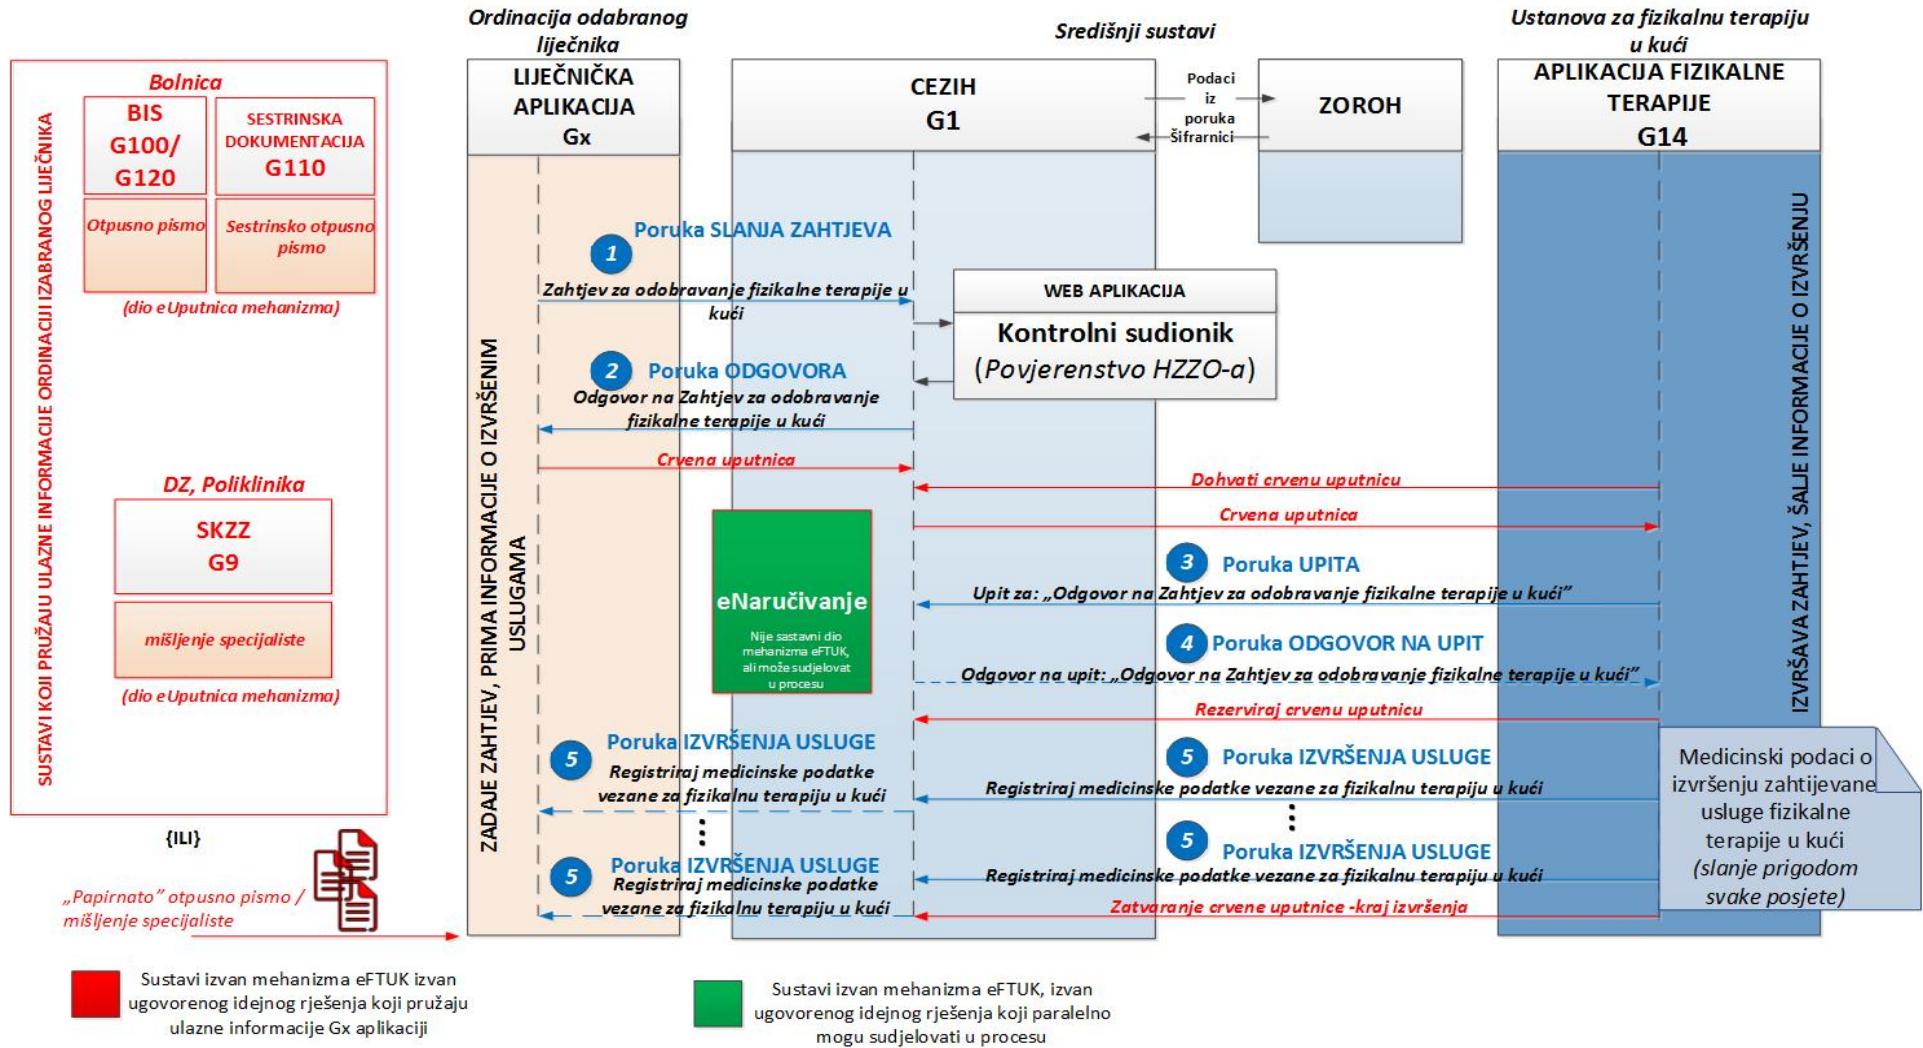 Ordinacija odabranog
liječnika
Središnji sustavi
Ustanova za fizikalnu terapiju
u kući
SUSTAVI KOJI PRUŽAJU ULAZNE INFORMACIJE ORDINACIJI IZABRANOG LIJEČNIKA
Bolnica
BIS
G100/
G120
SESTRINSKA
DOKUMENTACIJA
G110
Otpusno pismo
Sestrinsko otpusno
pismo
(dio eUputnica mehanizma)
DZ, Poliklinika
SKZZ
G9
mišljenje specijaliste
(dio eUputnica mehanizma)
{ILI}
„Papirnato” otpusno pismo /
mišljenje specijaliste
LIJEČNIČKA
APLIKACIJA
Gx
ZADAJE ZAHTJEV, PRIMA INFORMACIJE O IZVRŠENIM
USLUGAMA
CEZIH
G1
Podaci
iz
poruka
Šifrarnici
ZOROH
APLIKACIJA FIZIKALNE
TERAPIJE
G14
IZVRŠAVA ZAHTJEV, ŠALJE INFORMACIJE O IZVRŠENJU
1
Poruka SLANJA ZAHTJEVA
Zahtjev za odobravanje fizikalne terapije u
kući
WEB APLIKACIJA
Kontrolni sudionik
(Povjerenstvo HZZO-a)
2
Poruka ODGOVORA
Odgovor na Zahtjev za odobravanje
fizikalne terapije u kući
Crvena uputnica
Dohvati crvenu uputnicu
Crvena uputnica
eNaručivanje
Nije sastavni dio
mehanizma eFTUK,
ali može sudjelovat
u procesu
3
Poruka UPITA
Upit za: „Odgovor na Zahtjev za odobravanje fizikalne terapije u kući”
4
Poruka ODGOVOR NA UPIT
Odgovor na upit: „Odgovor na Zahtjev za odobravanje fizikalne terapije u kući”
Rezerviraj crvenu uputnicu
5
Poruka IZVRŠENJA USLUGE
Registriraj medicinske podatke
vezane za fizikalnu terapiju u kući
5
Poruka IZVRŠENJA USLUGE
Registriraj medicinske podatke vezane za fizikalnu terapiju u kući
5
Poruka IZVRŠENJA USLUGE
Registriraj medicinske podatke
vezane za fizikalnu terapiju u kući
5
Poruka IZVRŠENJA USLUGE
Registriraj medicinske podatke vezane za fizikalnu terapiju u kući
Zatvaranje crvene uputnice -kraj izvršenja
Medicinski podaci o
izvršenju zahtijevane
usluge fizikalne
terapije u kući
(slanje prigodom
svake posjete)
Sustavi izvan mehanizma eFTUK izvan
ugovorenog idejnog rješenja koji pružaju
ulazne informacije Gx aplikaciji
Sustavi izvan mehanizma eFTUK, izvan
ugovorenog idejnog rješenja koji paralelno
mogu sudjelovati u procesu